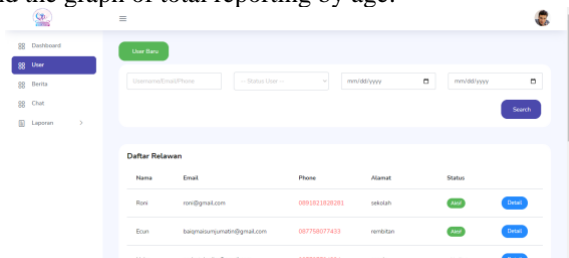 d the graph of total reporting by age.
Dashboard
User
Berita
Chat
Laporan >
User Baru
Username/Email/Phone
-- Status User --
mm/dd/yyyy
mm/dd/yyyy
Search
Daftar Relawan
Nama Email Phone Alamat Status
Roni roni@gmail.com 0891821828281 sekolah Aktif Detail
Ecun baiqmaisumjumatin@gmail.com 087758077433 rembitan Aktif Detail